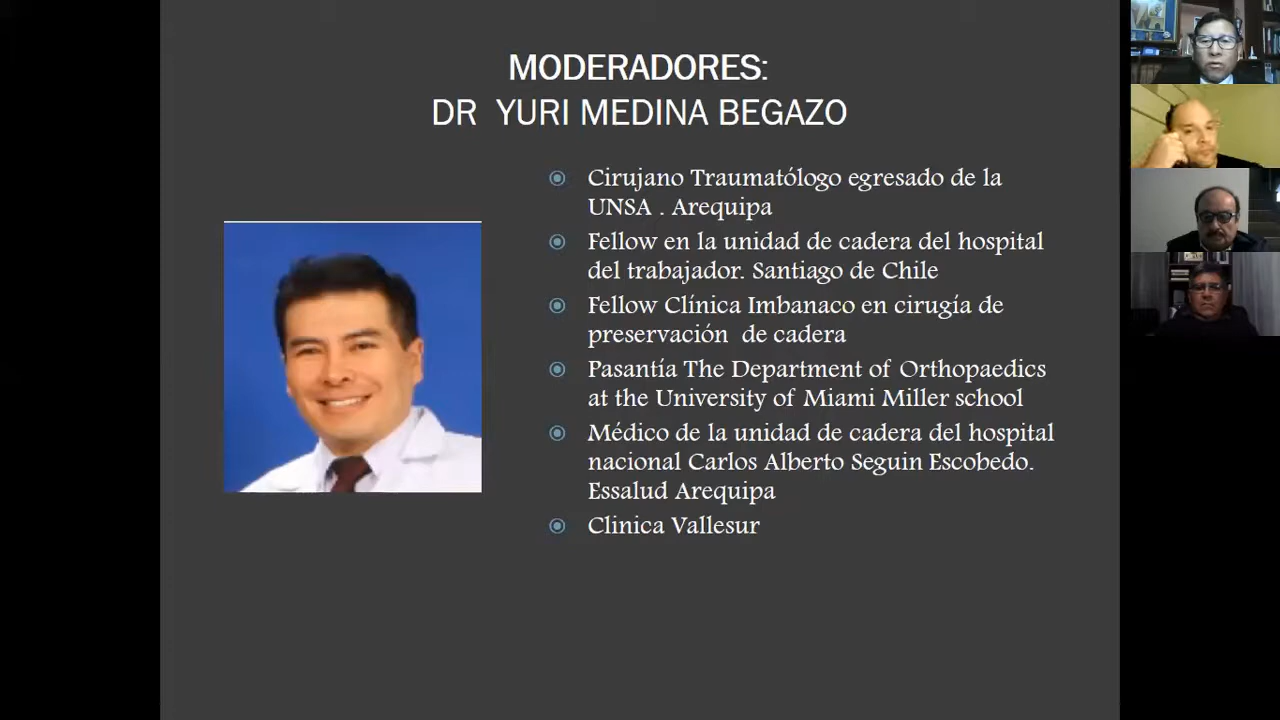 MODERADORES:
DR YURI MEDINA BEGAZO
Cirujano Traumatólogo egresado de la
UNSA . Arequipa
Fellow en la unidad de cadera del hospital
del trabajador. Santiago de Chile
Fellow Clínica Imbanaco en cirugía de
preservación de cadera
Pasantía The Department of Orthopaedics
at the University of Miami Miller school
Médico de la unidad de cadera del hospital
nacional Carlos Alberto Seguin Escobedo.
Essalud Arequipa
Clinica Vallesur